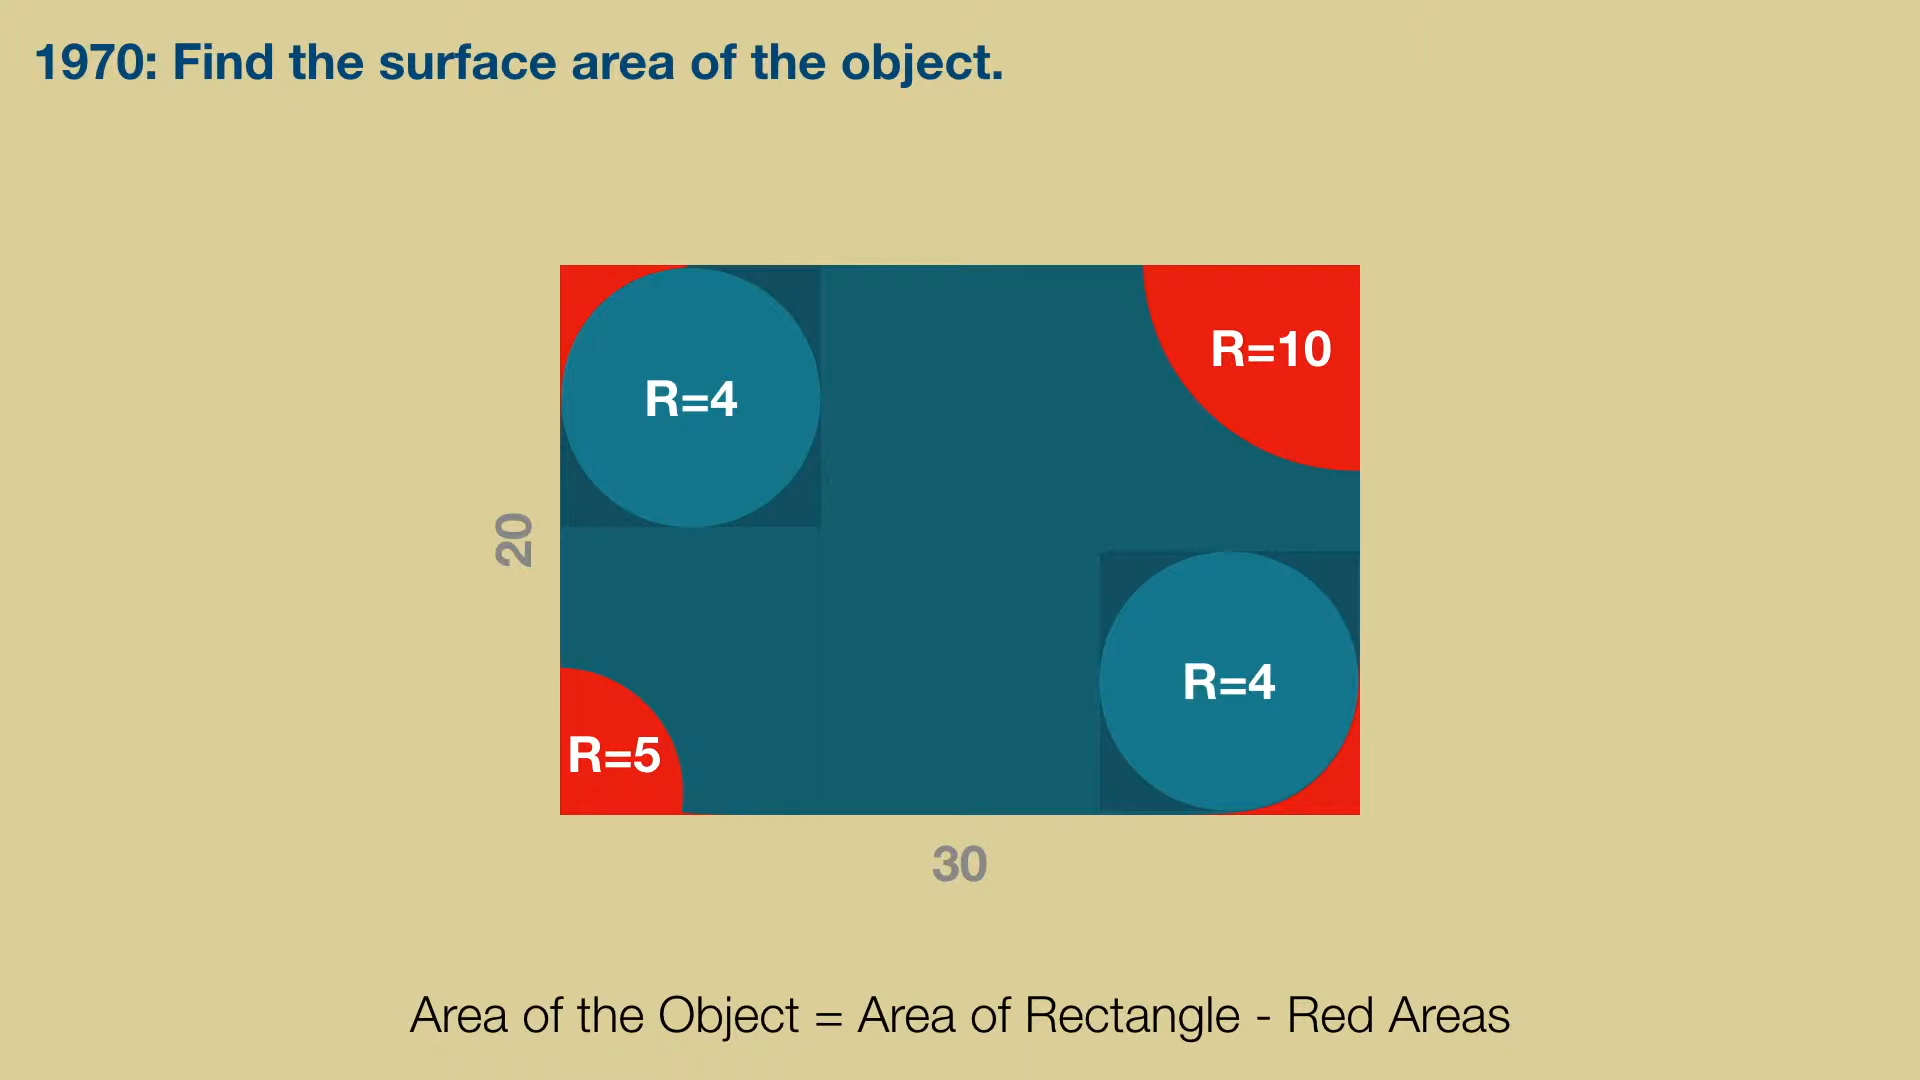 1970: Find the surface area of the object.
R=10
R=4
20
R=4
R=5
30
Area of the Object = Area of Rectangle - Red Areas